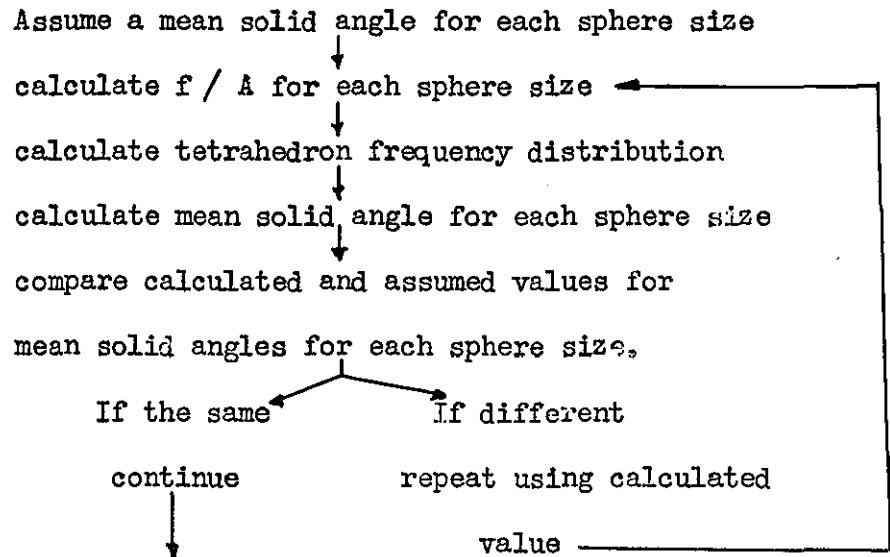 Assume a mean solid angle for each sphere size
calculate f / A for each sphere size
calculate tetrahedron frequency distribution
calculate mean solid angle for each sphere size
compare calculated and assumed values for
mean solid angles for each sphere size,
If the same If different
continue repeat using calculated
value